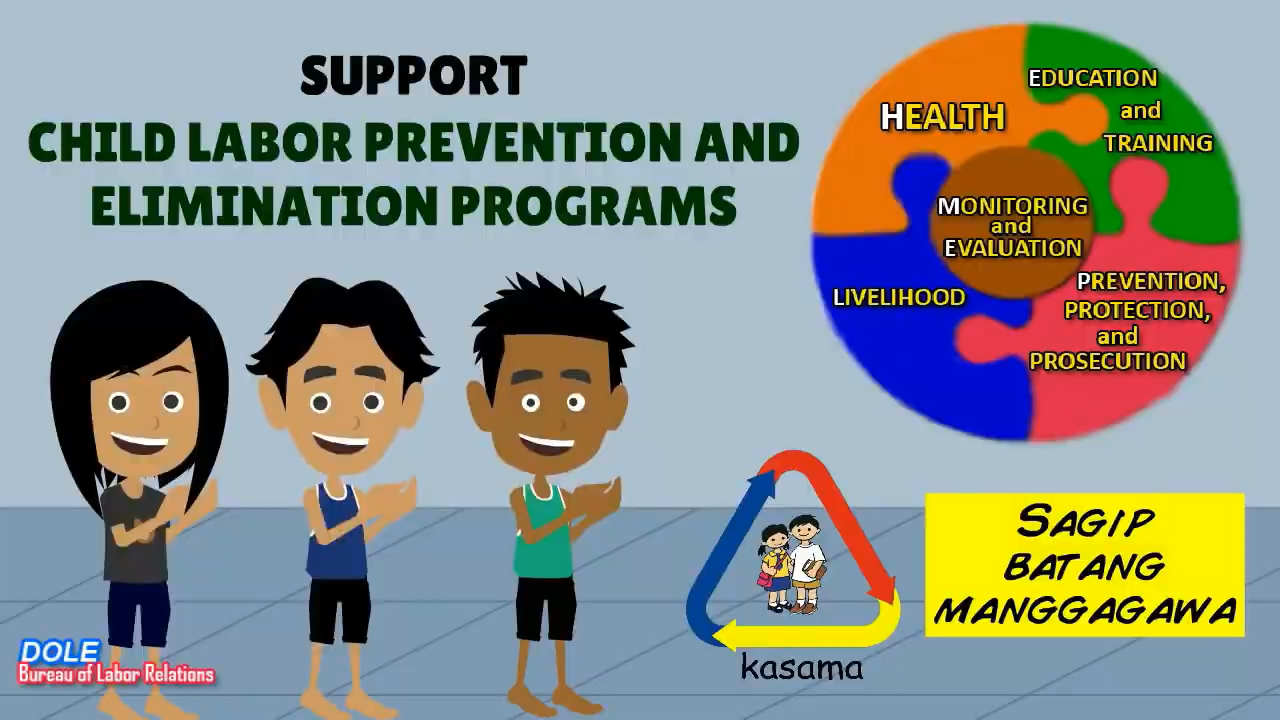 SUPPORT
CHILD LABOR PREVENTION AND
ELIMINATION PROGRAMS
HEALTH
EDUCATION
and
TRAINING
MONITORING
and
EVALUATION
LIVELIHOOD
PREVENTION,
PROTECTION,
and
PROSECUTION
kasama
SAGIP
BATANG
MANGGAGAWA
DOLE
Bureau of Labor Relations